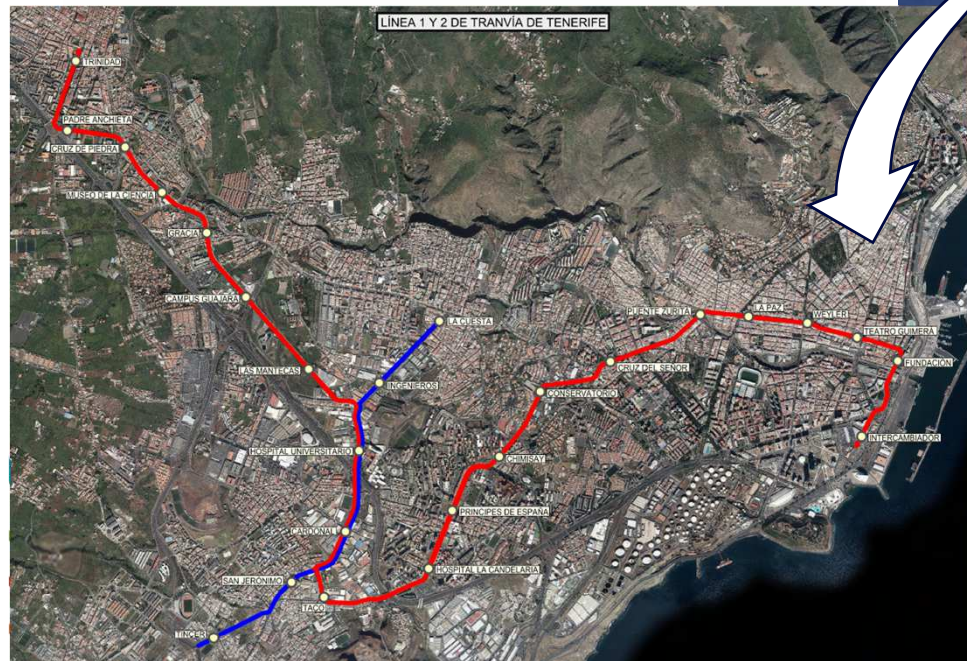 LÍNEA 1 Y 2 DE TRANVÍA DE TENERIFE
TRINIDAD
PADRE ANCHIETA
CRUZ DE PIEDRA
MUSEO DE LA CIENCIA
GRACIA
CAMPUS GUAJARA
LAS MANTECAS
LA CUESTA
INGENIEROS
HOSPITAL UNIVERSITARIO
CARDONAL
SAN JERÓNIMO
TACO
TINCER
HOSPITAL LA CANDELARIA
PRINCIPES DE ESPAÑA
CHIMISAY
CONSERVATORIO
CRUZ DEL SEÑOR
PUENTE ZURITA
LA PAZ
WEYLER
TEATRO GUIMERÁ
FUNDACIÓN
INTERCAMBIADOR